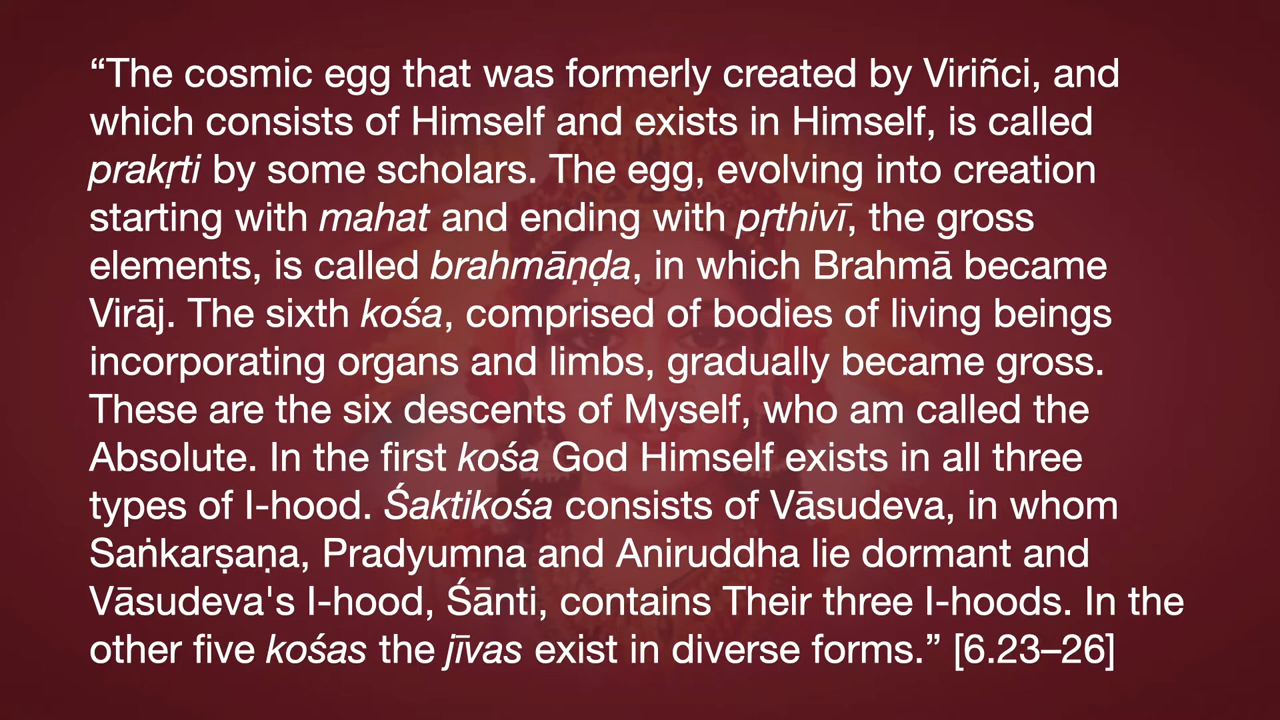 “The cosmic egg that was formerly created by Viriñci, and
which consists of Himself and exists in Himself, is called
prakṛti by some scholars. The egg, evolving into creation
starting with mahat and ending with pṛthivī, the gross
elements, is called brahmāṇḍa, in which Brahmā became
Virāj. The sixth kośa, comprised of bodies of living beings
incorporating organs and limbs, gradually became gross.
These are the six descents of Myself, who am called the
Absolute. In the first kośa God Himself exists in all three
types of I-hood. Śaktikośa consists of Vāsudeva, in whom
Saṅkarṣaṇa, Pradyumna and Aniruddha lie dormant and
Vāsudeva's I-hood, Śānti, contains Their three I-hoods. In the
other five kośas the jīvas exist in diverse forms.” [6.23–26]